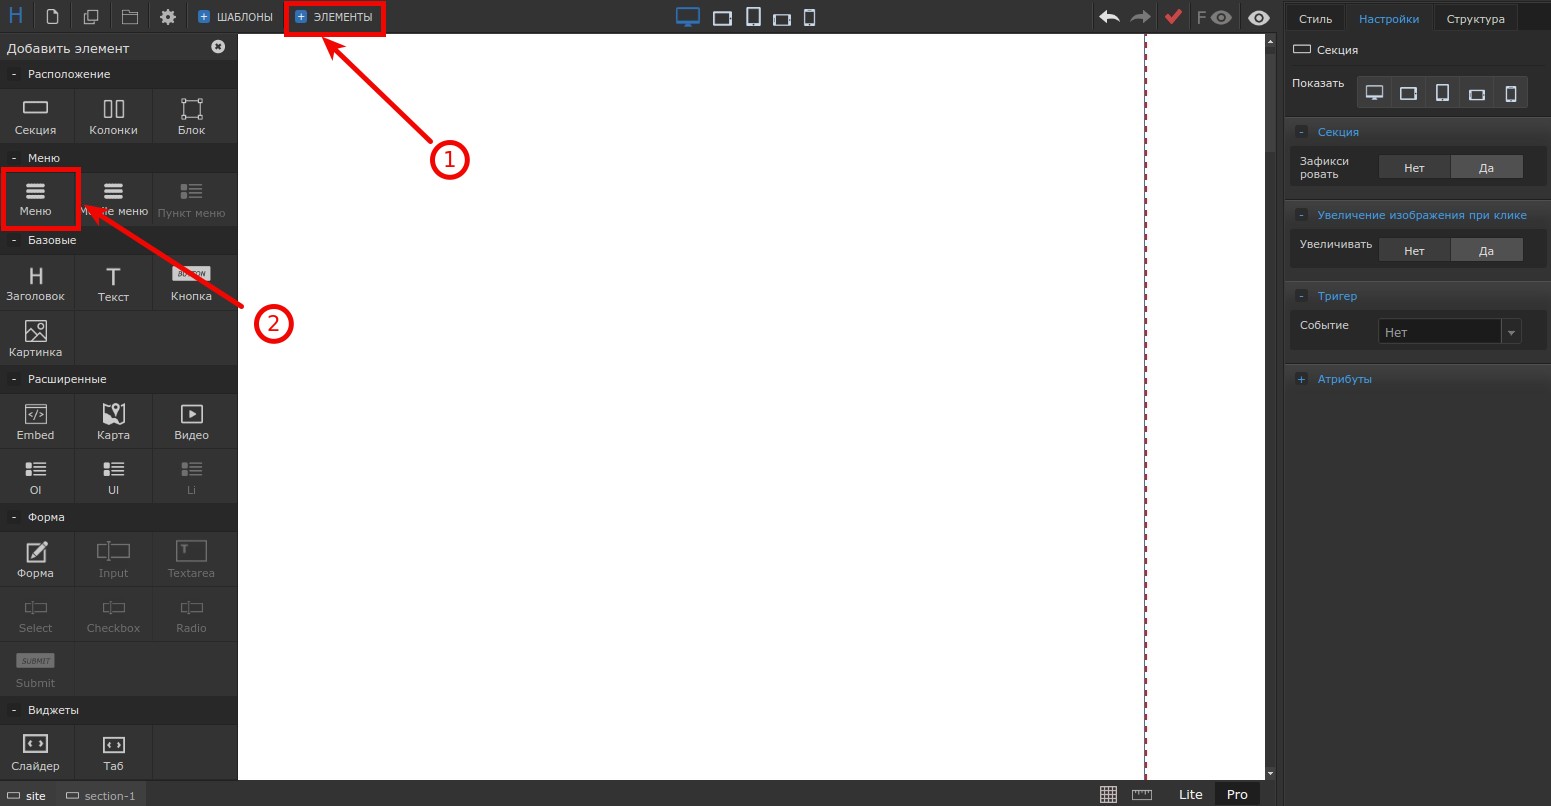 H
+ ШАБЛОНЫ
+ ЭЛЕМЕНТЫ
F
Стиль
Настройки
Структура
Добавить элемент
1
2
- Расположение
Секция
Колонки
Блок
- Меню
Меню
Пункт меню
- Базовые
H
T
BUTTON
Заголовок
Текст
Кнопка
Картинка
- Расширенные
Embed
Карта
Видео
Ol
Ul
Li
- Форма
T
Форма
Input
Textarea
Select
Checkbox
Radio
SUBMIT
Submit
- Виджеты
Слайдер
Таб
Секция
Показать
- Секция
Зафикси
ровать
Нет
Да
- Увеличение изображения при клике
Увеличивать
Нет
Да
- Тригер
Событие
Нет
+ Атрибуты
site
section-1
Lite
Pro